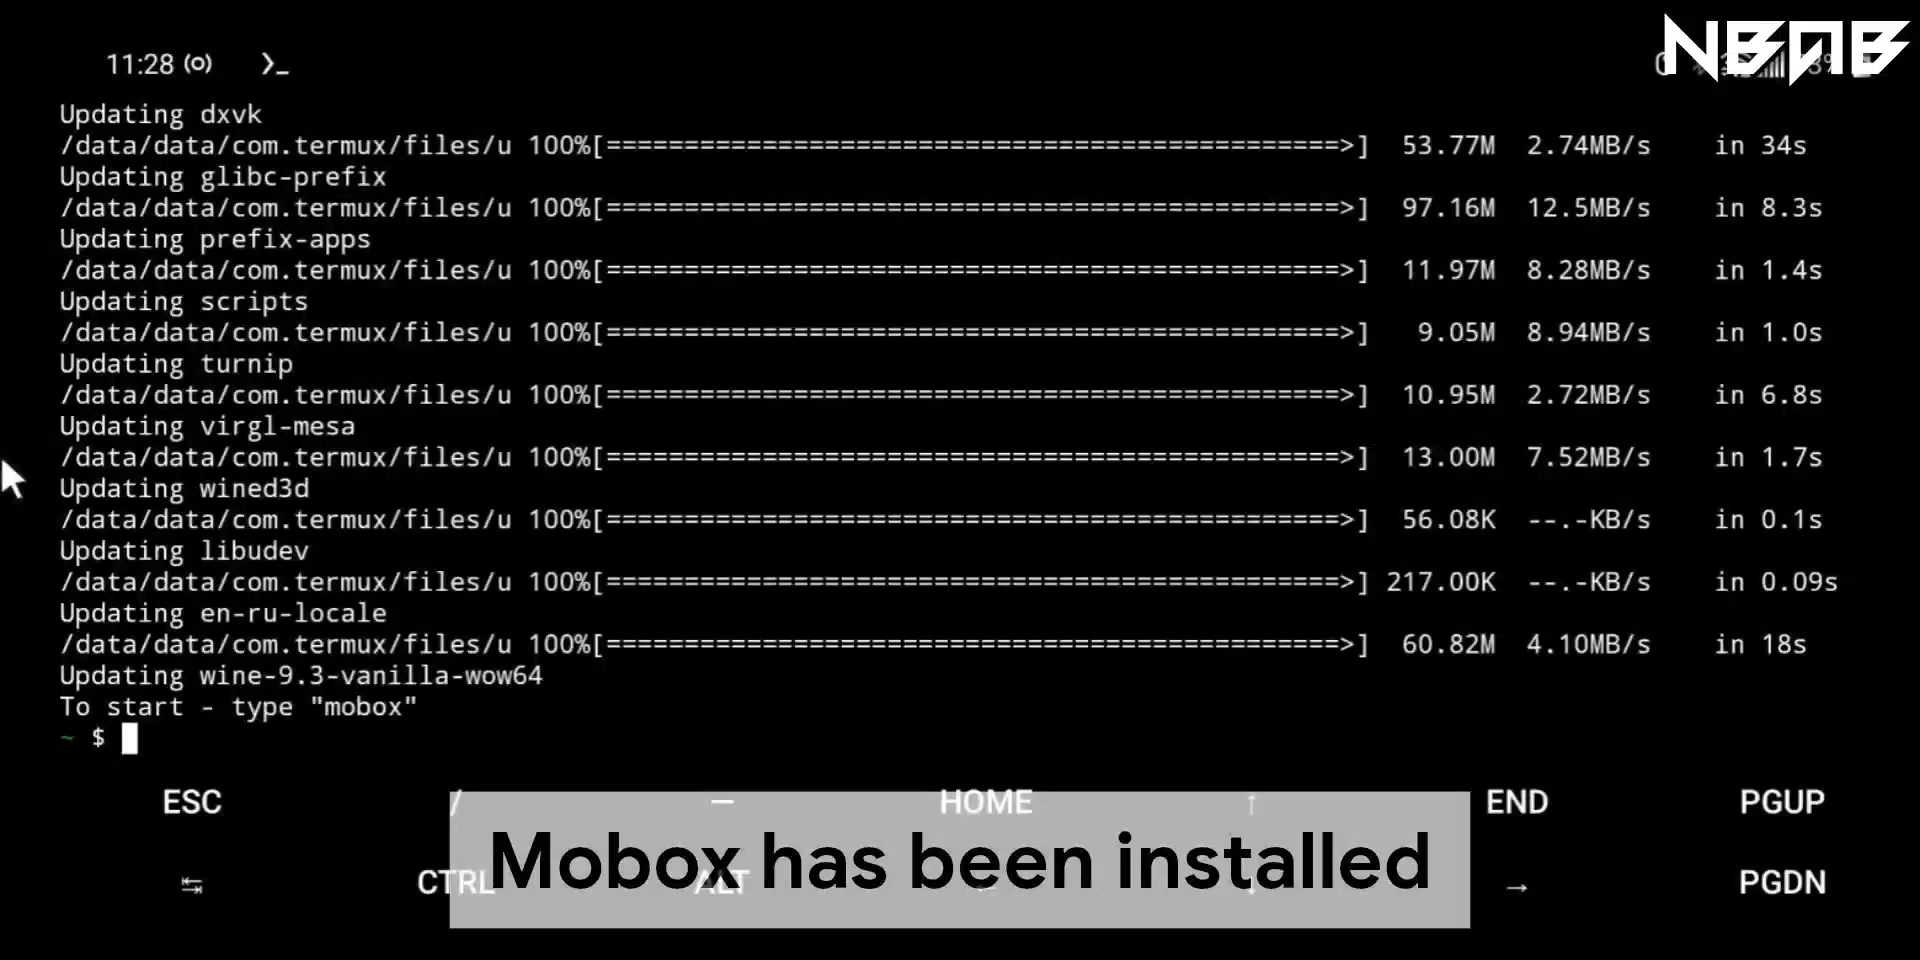 11:28
NBAB
Updating dxvk
/data/data/com.termux/files/u 100%[===============================================>] 53.77M 2.74MB/s in 34s
Updating glibc-prefix
/data/data/com.termux/files/u 100%[===============================================>] 97.16M 12.5MB/s in 8.3s
Updating prefix-apps
/data/data/com.termux/files/u 100%[===============================================>] 11.97M 8.28MB/s in 1.4s
Updating scripts
/data/data/com.termux/files/u 100%[===============================================>] 9.05M 8.94MB/s in 1.0s
Updating turnip
/data/data/com.termux/files/u 100%[===============================================>] 10.95M 2.72MB/s in 6.8s
Updating virgl-mesa
/data/data/com.termux/files/u 100%[===============================================>] 13.00M 7.52MB/s in 1.7s
Updating wined3d
/data/data/com.termux/files/u 100%[===============================================>] 56.08K --.-KB/s in 0.1s
Updating libudev
/data/data/com.termux/files/u 100%[===============================================>] 217.00K --.-KB/s in 0.09s
Updating en-ru-locale
/data/data/com.termux/files/u 100%[===============================================>] 60.82M 4.10MB/s in 18s
Updating wine-9.3-vanilla-wow64
To start - type "mobox"
~ $
ESC / — HOME ↑ END PGUP
Mobox has been installed
⇆ CTRL ALT ← ↓ → PGDN